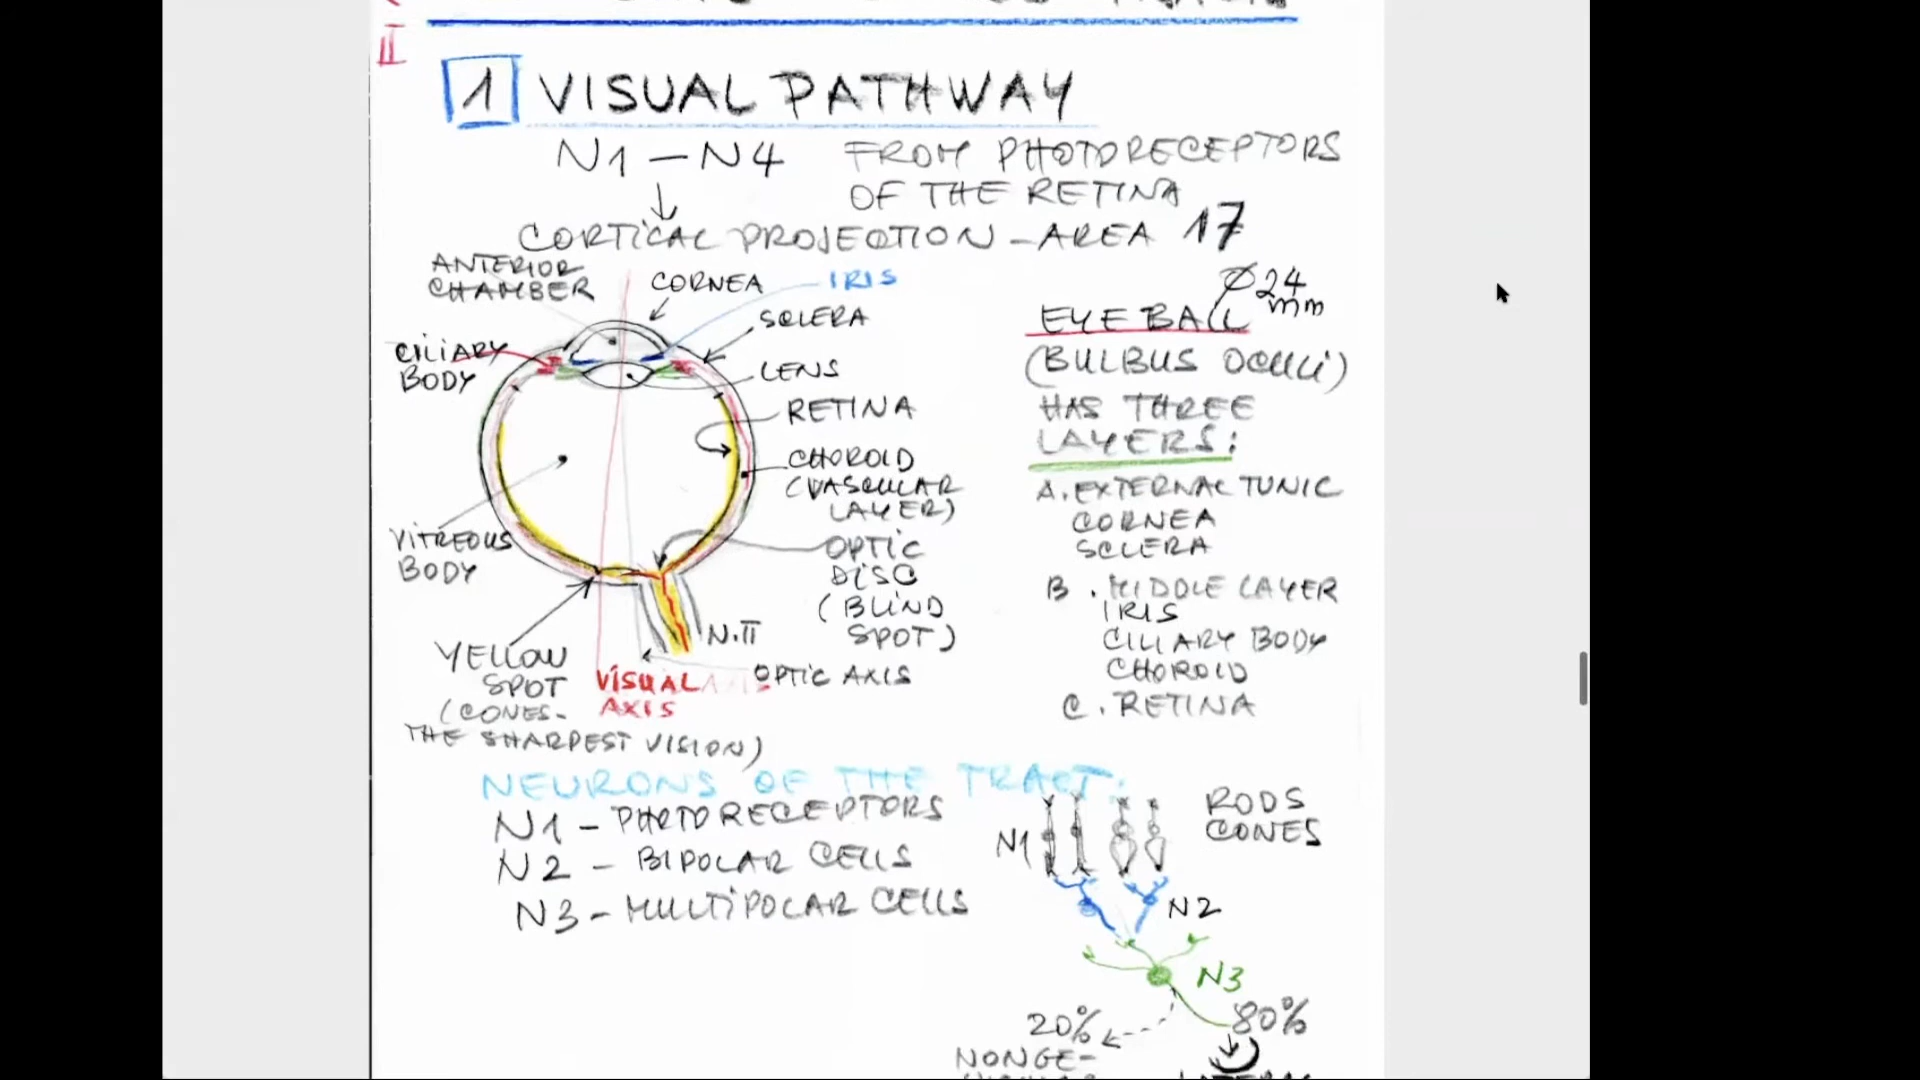 II
1 VISUAL PATHWAY
N1 – N4 FROM PHOTORECEPTORS
OF THE RETINA
CORTICAL PROJECTION – AREA 17
ANTERIOR
CHAMBER
CORNEA
IRIS
SCLERA
CILIARY
BODY
LENS
RETINA
CHOROID
(VASCULAR
LAYER)
VITREOUS
BODY
OPTIC
DISC
(BLIND
SPOT)
N.II
OPTIC AXIS
YELLOW
SPOT
(CONES-
THE SHARPEST VISION)
VISUAL
AXIS
Ø 24
mm
EYE BALL
(BULBUS OCULI)
HAS THREE
LAYERS:
A. EXTERNAL TUNIC
CORNEA
SCLERA
B. MIDDLE LAYER
IRIS
CILIARY BODY
CHOROID
C. RETINA
NEURONS OF THE TRACT:
N1 – PHOTORECEPTORS
N2 – BIPOLAR CELLS
N3 – MULTIPOLAR CELLS
RODS
CONES
N1
N2
N3
20%
80%
NONGE-